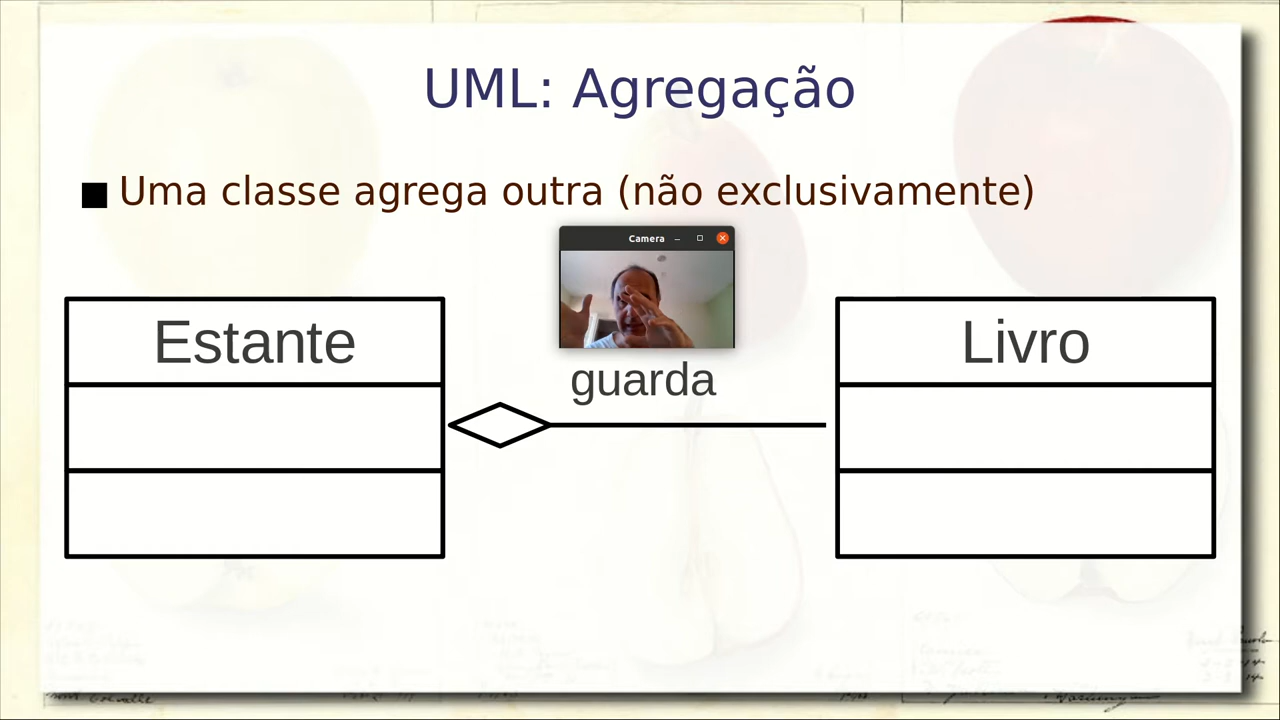 UML: Agregação
Uma classe agrega outra (não exclusivamente)
Camera
Estante
guarda
Livro